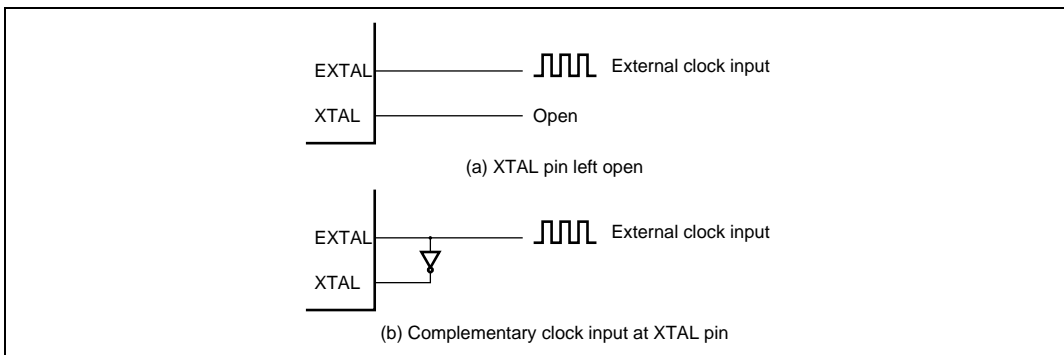 EXTAL External clock input
XTAL Open
(a) XTAL pin left open
EXTAL External clock input
XTAL
(b) Complementary clock input at XTAL pin